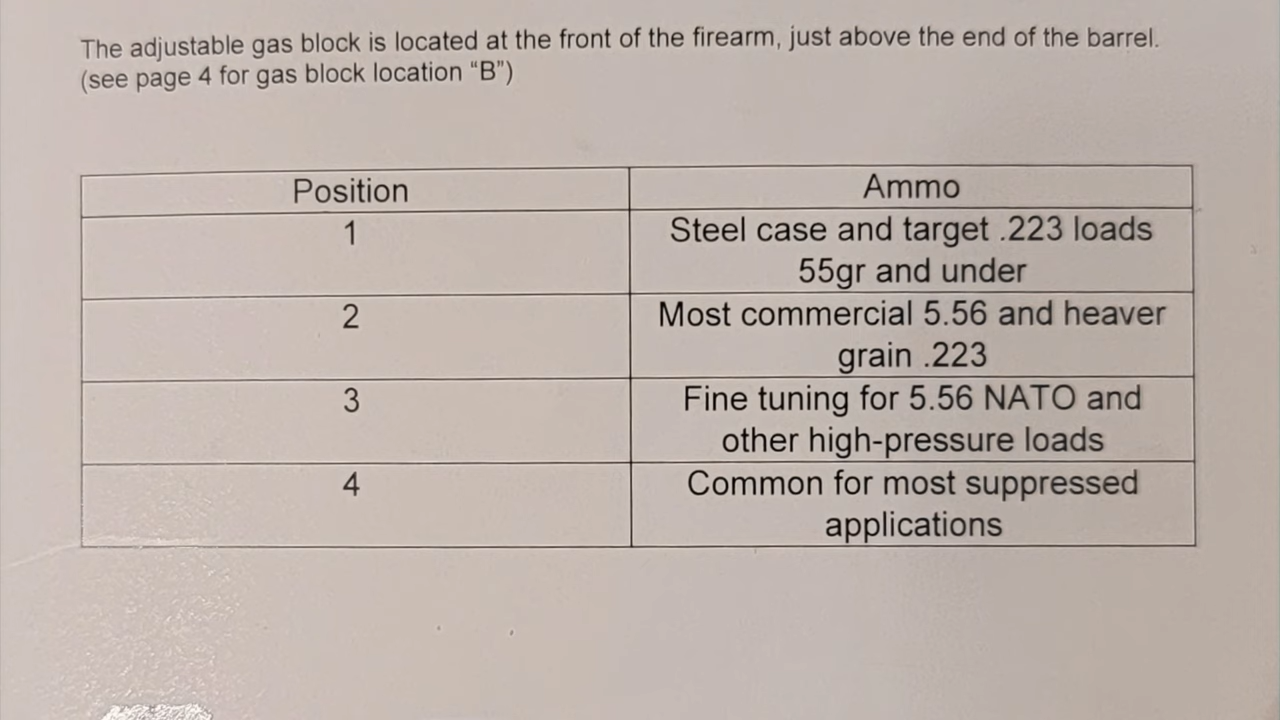 The adjustable gas block is located at the front of the firearm, just above the end of the barrel.
(see page 4 for gas block location “B”)
Position
Ammo
1
Steel case and target .223 loads
55gr and under
2
Most commercial 5.56 and heaver
grain .223
3
Fine tuning for 5.56 NATO and
other high-pressure loads
4
Common for most suppressed
applications